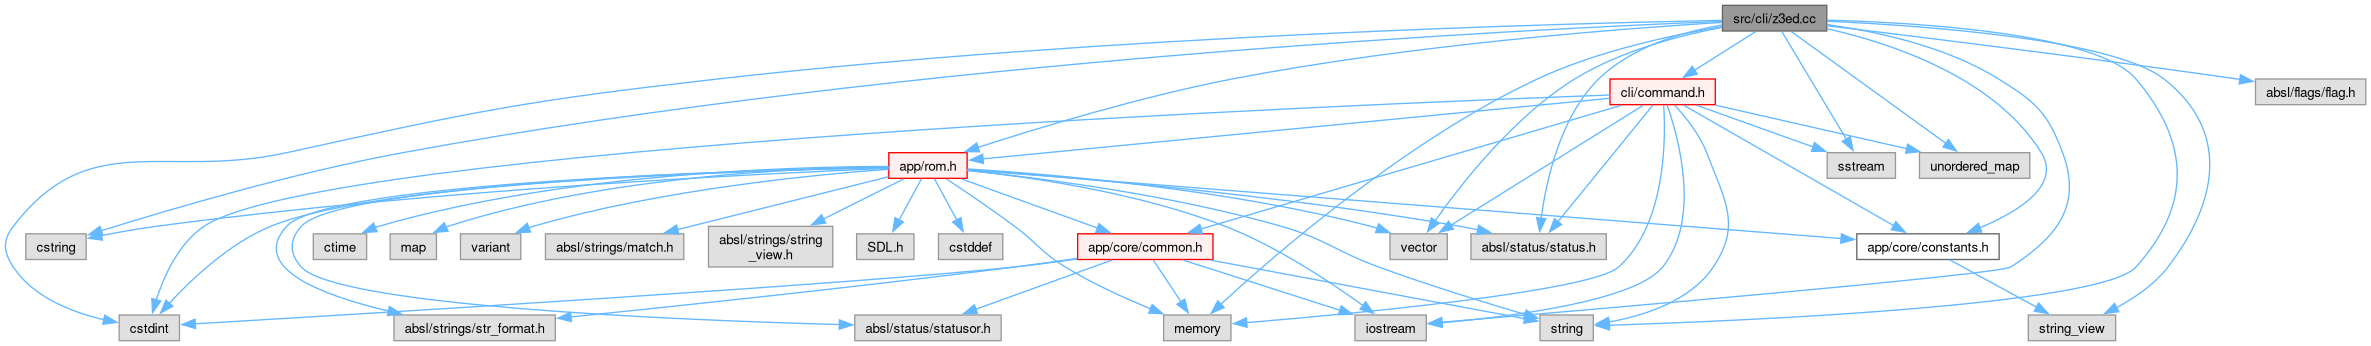 src/cli/z3ed.cc
cli/command.h
absl/flags/flag.h
app/rom.h
sstream
unordered_map
cstring
ctime
map
variant
absl/strings/match.h
absl/strings/string
_view.h
SDL.h
cstddef
app/core/common.h
vector
absl/status/status.h
app/core/constants.h
cstdint
absl/strings/str_format.h
absl/status/statusor.h
memory
iostream
string
string_view